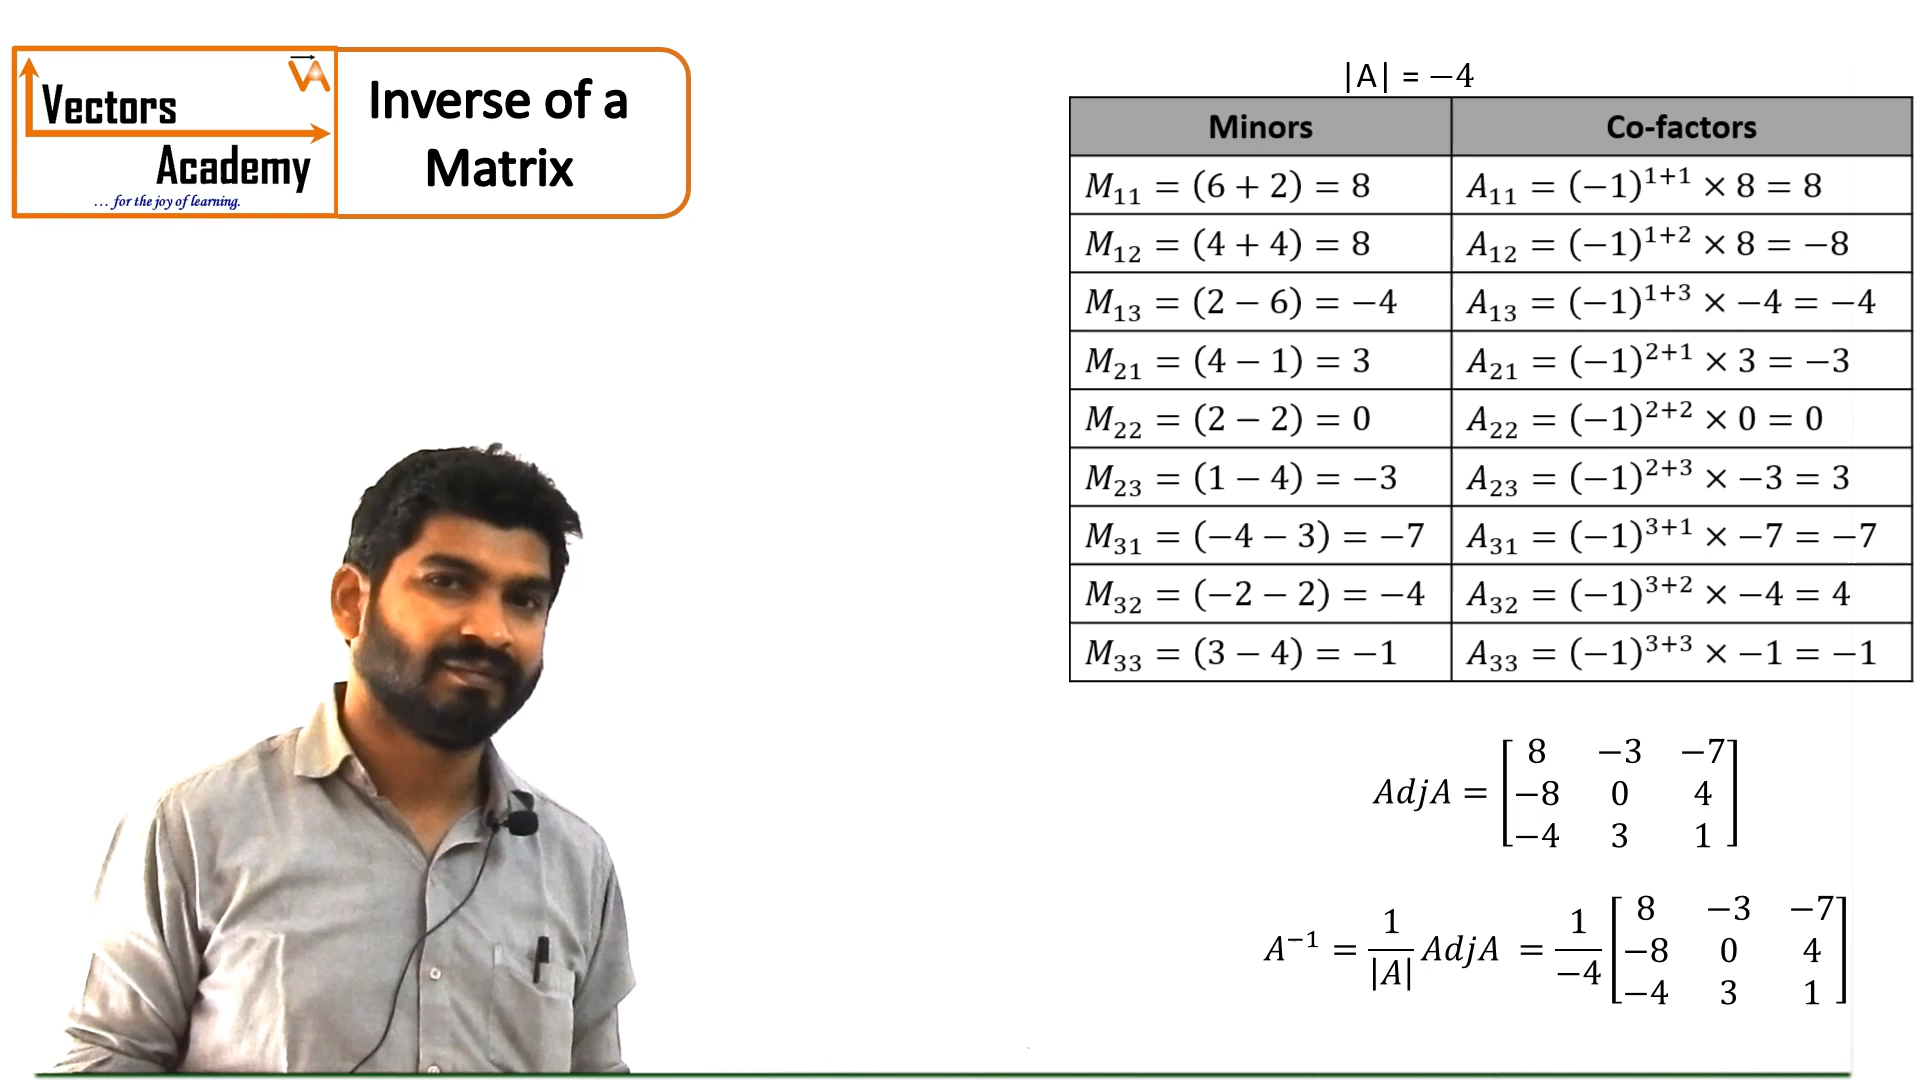 Vectors
VA
Academy
... for the joy of learning.
Inverse of a
Matrix
|A| = −4
Minors Co-factors
M₁₁ = (6 + 2) = 8 A₁₁ = (−1)¹⁺¹ × 8 = 8
M₁₂ = (4 + 4) = 8 A₁₂ = (−1)¹⁺² × 8 = −8
M₁₃ = (2 − 6) = −4 A₁₃ = (−1)¹⁺³ × −4 = −4
M₂₁ = (4 − 1) = 3 A₂₁ = (−1)²⁺¹ × 3 = −3
M₂₂ = (2 − 2) = 0 A₂₂ = (−1)²⁺² × 0 = 0
M₂₃ = (1 − 4) = −3 A₂₃ = (−1)²⁺³ × −3 = 3
M₃₁ = (−4 − 3) = −7 A₃₁ = (−1)³⁺¹ × −7 = −7
M₃₂ = (−2 − 2) = −4 A₃₂ = (−1)³⁺² × −4 = 4
M₃₃ = (3 − 4) = −1 A₃₃ = (−1)³⁺³ × −1 = −1
8 −3 −7
AdjA = −8 0 4
−4 3 1
8 −3 −7
A⁻¹ = 1/|A| AdjA = 1/−4 −8 0 4
−4 3 1